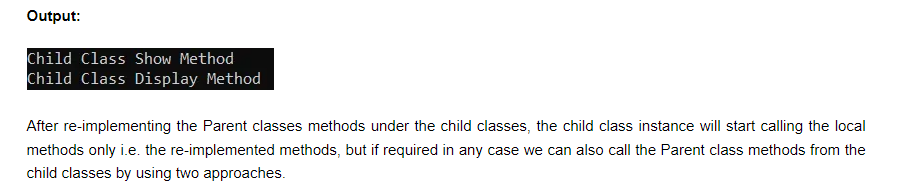 Output:
Child Class Show Method
Child Class Display Method
After re-implementing the Parent classes methods under the child classes, the child class instance will start calling the local
methods only i.e. the re-implemented methods, but if required in any case we can also call the Parent class methods from the
child classes by using two approaches.